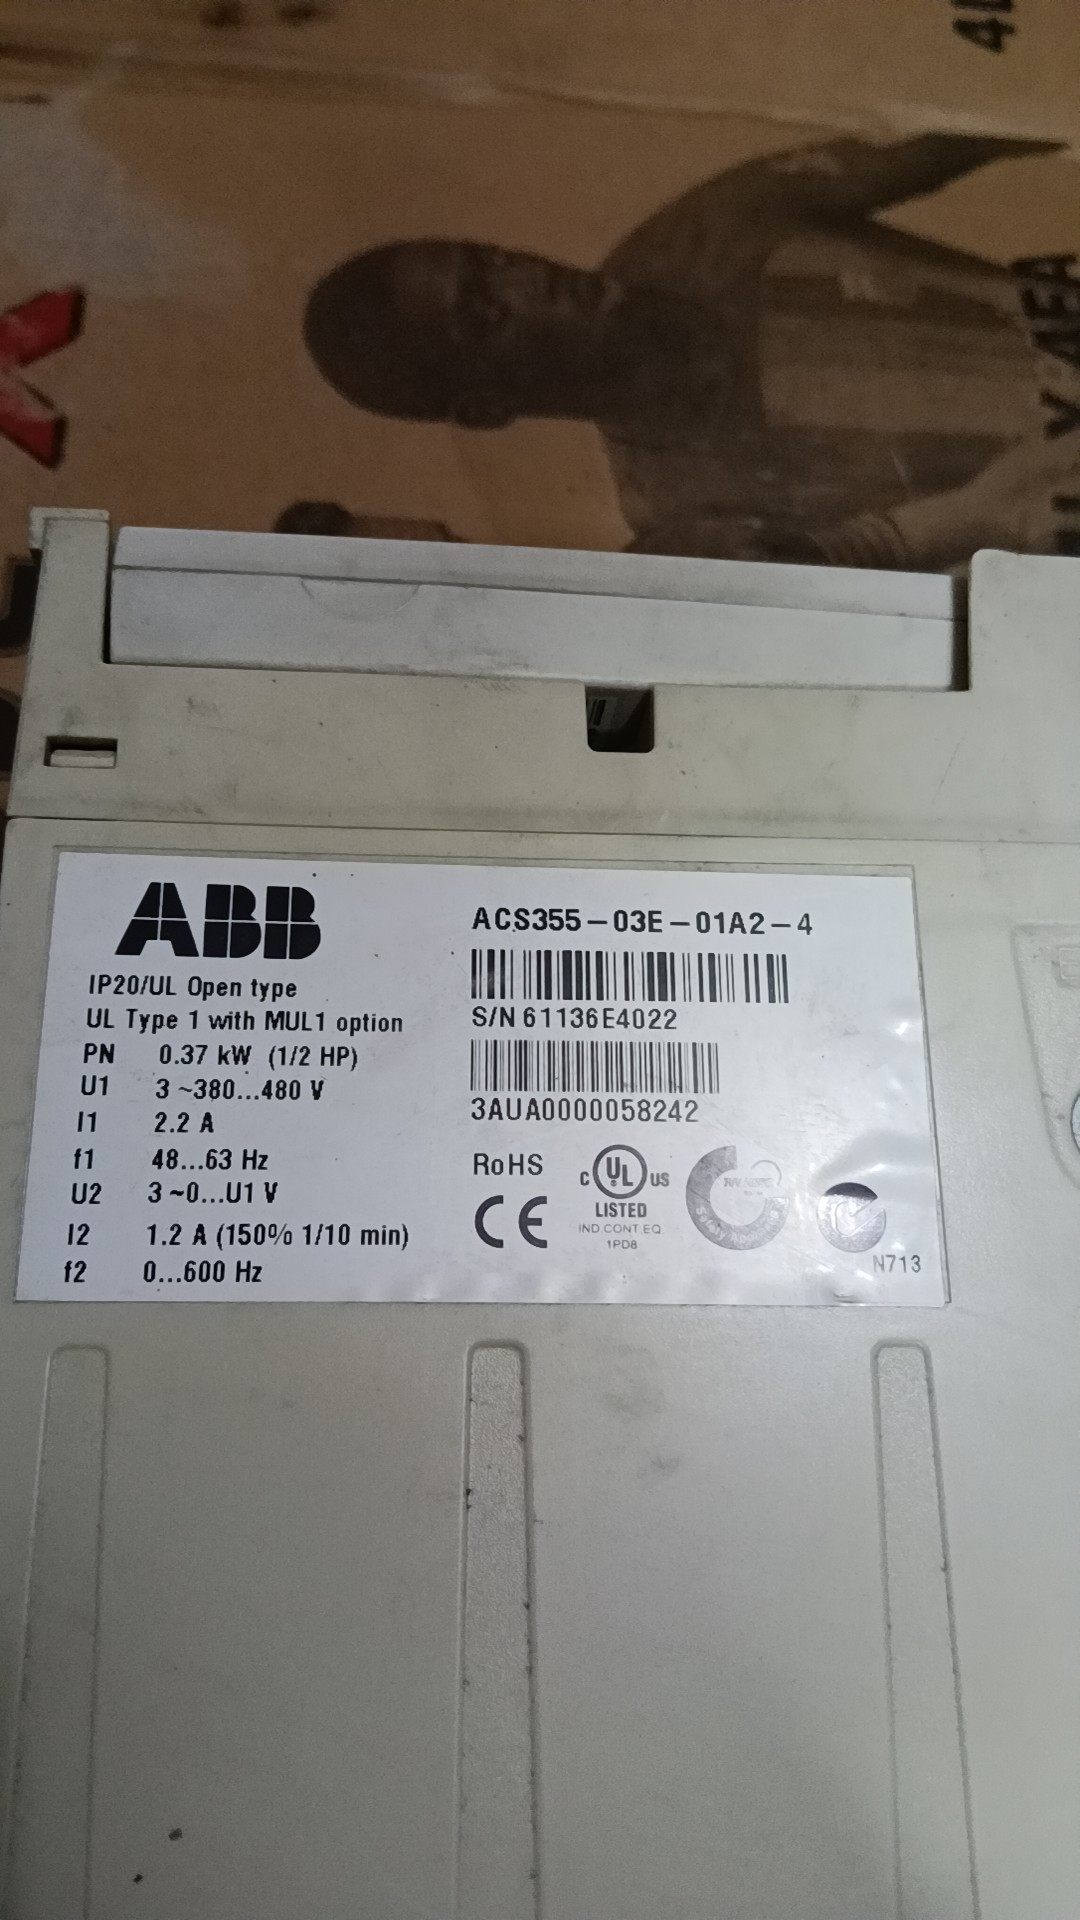 ABB
IP20/UL Open type
UL Type 1 with MUL1 option
PN 0.37 kW (1/2 HP)
U1 3 ~380...480 V
I1 2.2 A
f1 48...63 Hz
U2 3 ~0...U1 V
I2 1.2 A (150% 1/10 min)
f2 0...600 Hz
ACS355-03E-01A2-4
S/N 61136E4022
3AUA0000058242
RoHS
CE
C UL US
LISTED
IND.CONT.EQ.
1PD8
N713